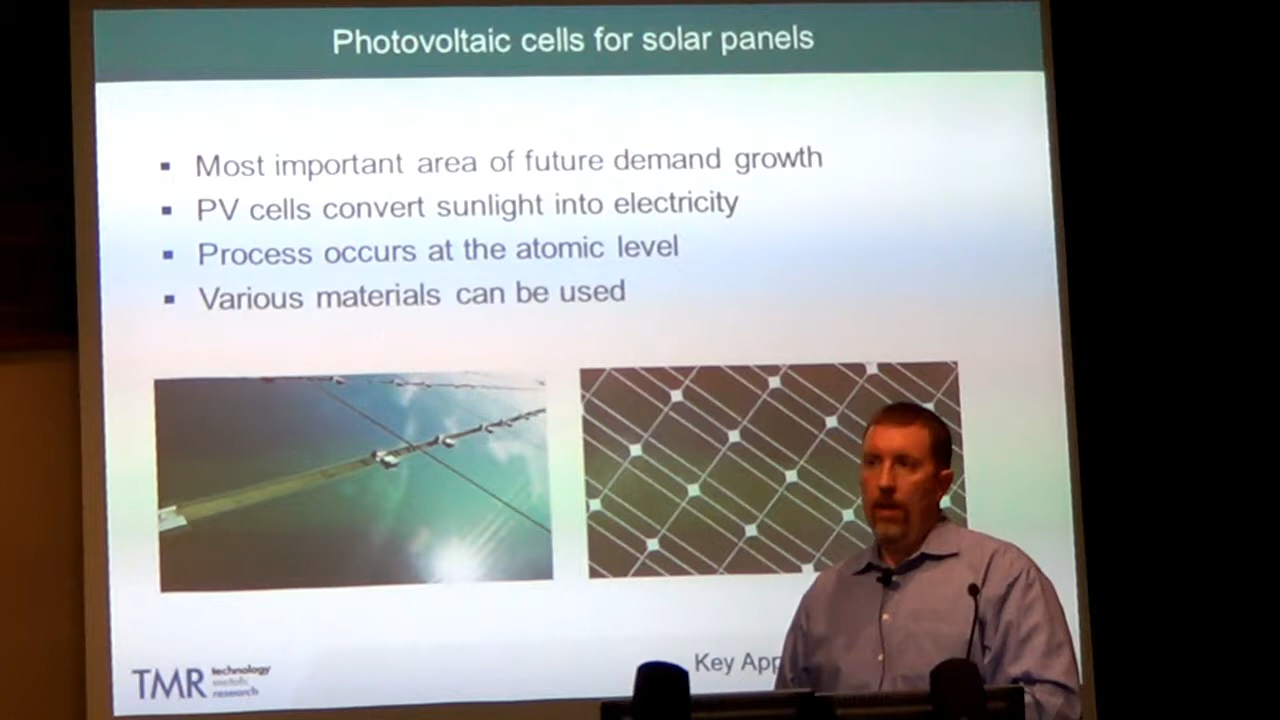 Photovoltaic cells for solar panels
Most important area of future demand growth
PV cells convert sunlight into electricity
Process occurs at the atomic level
Various materials can be used
Key App
TMR
technology
metals
research